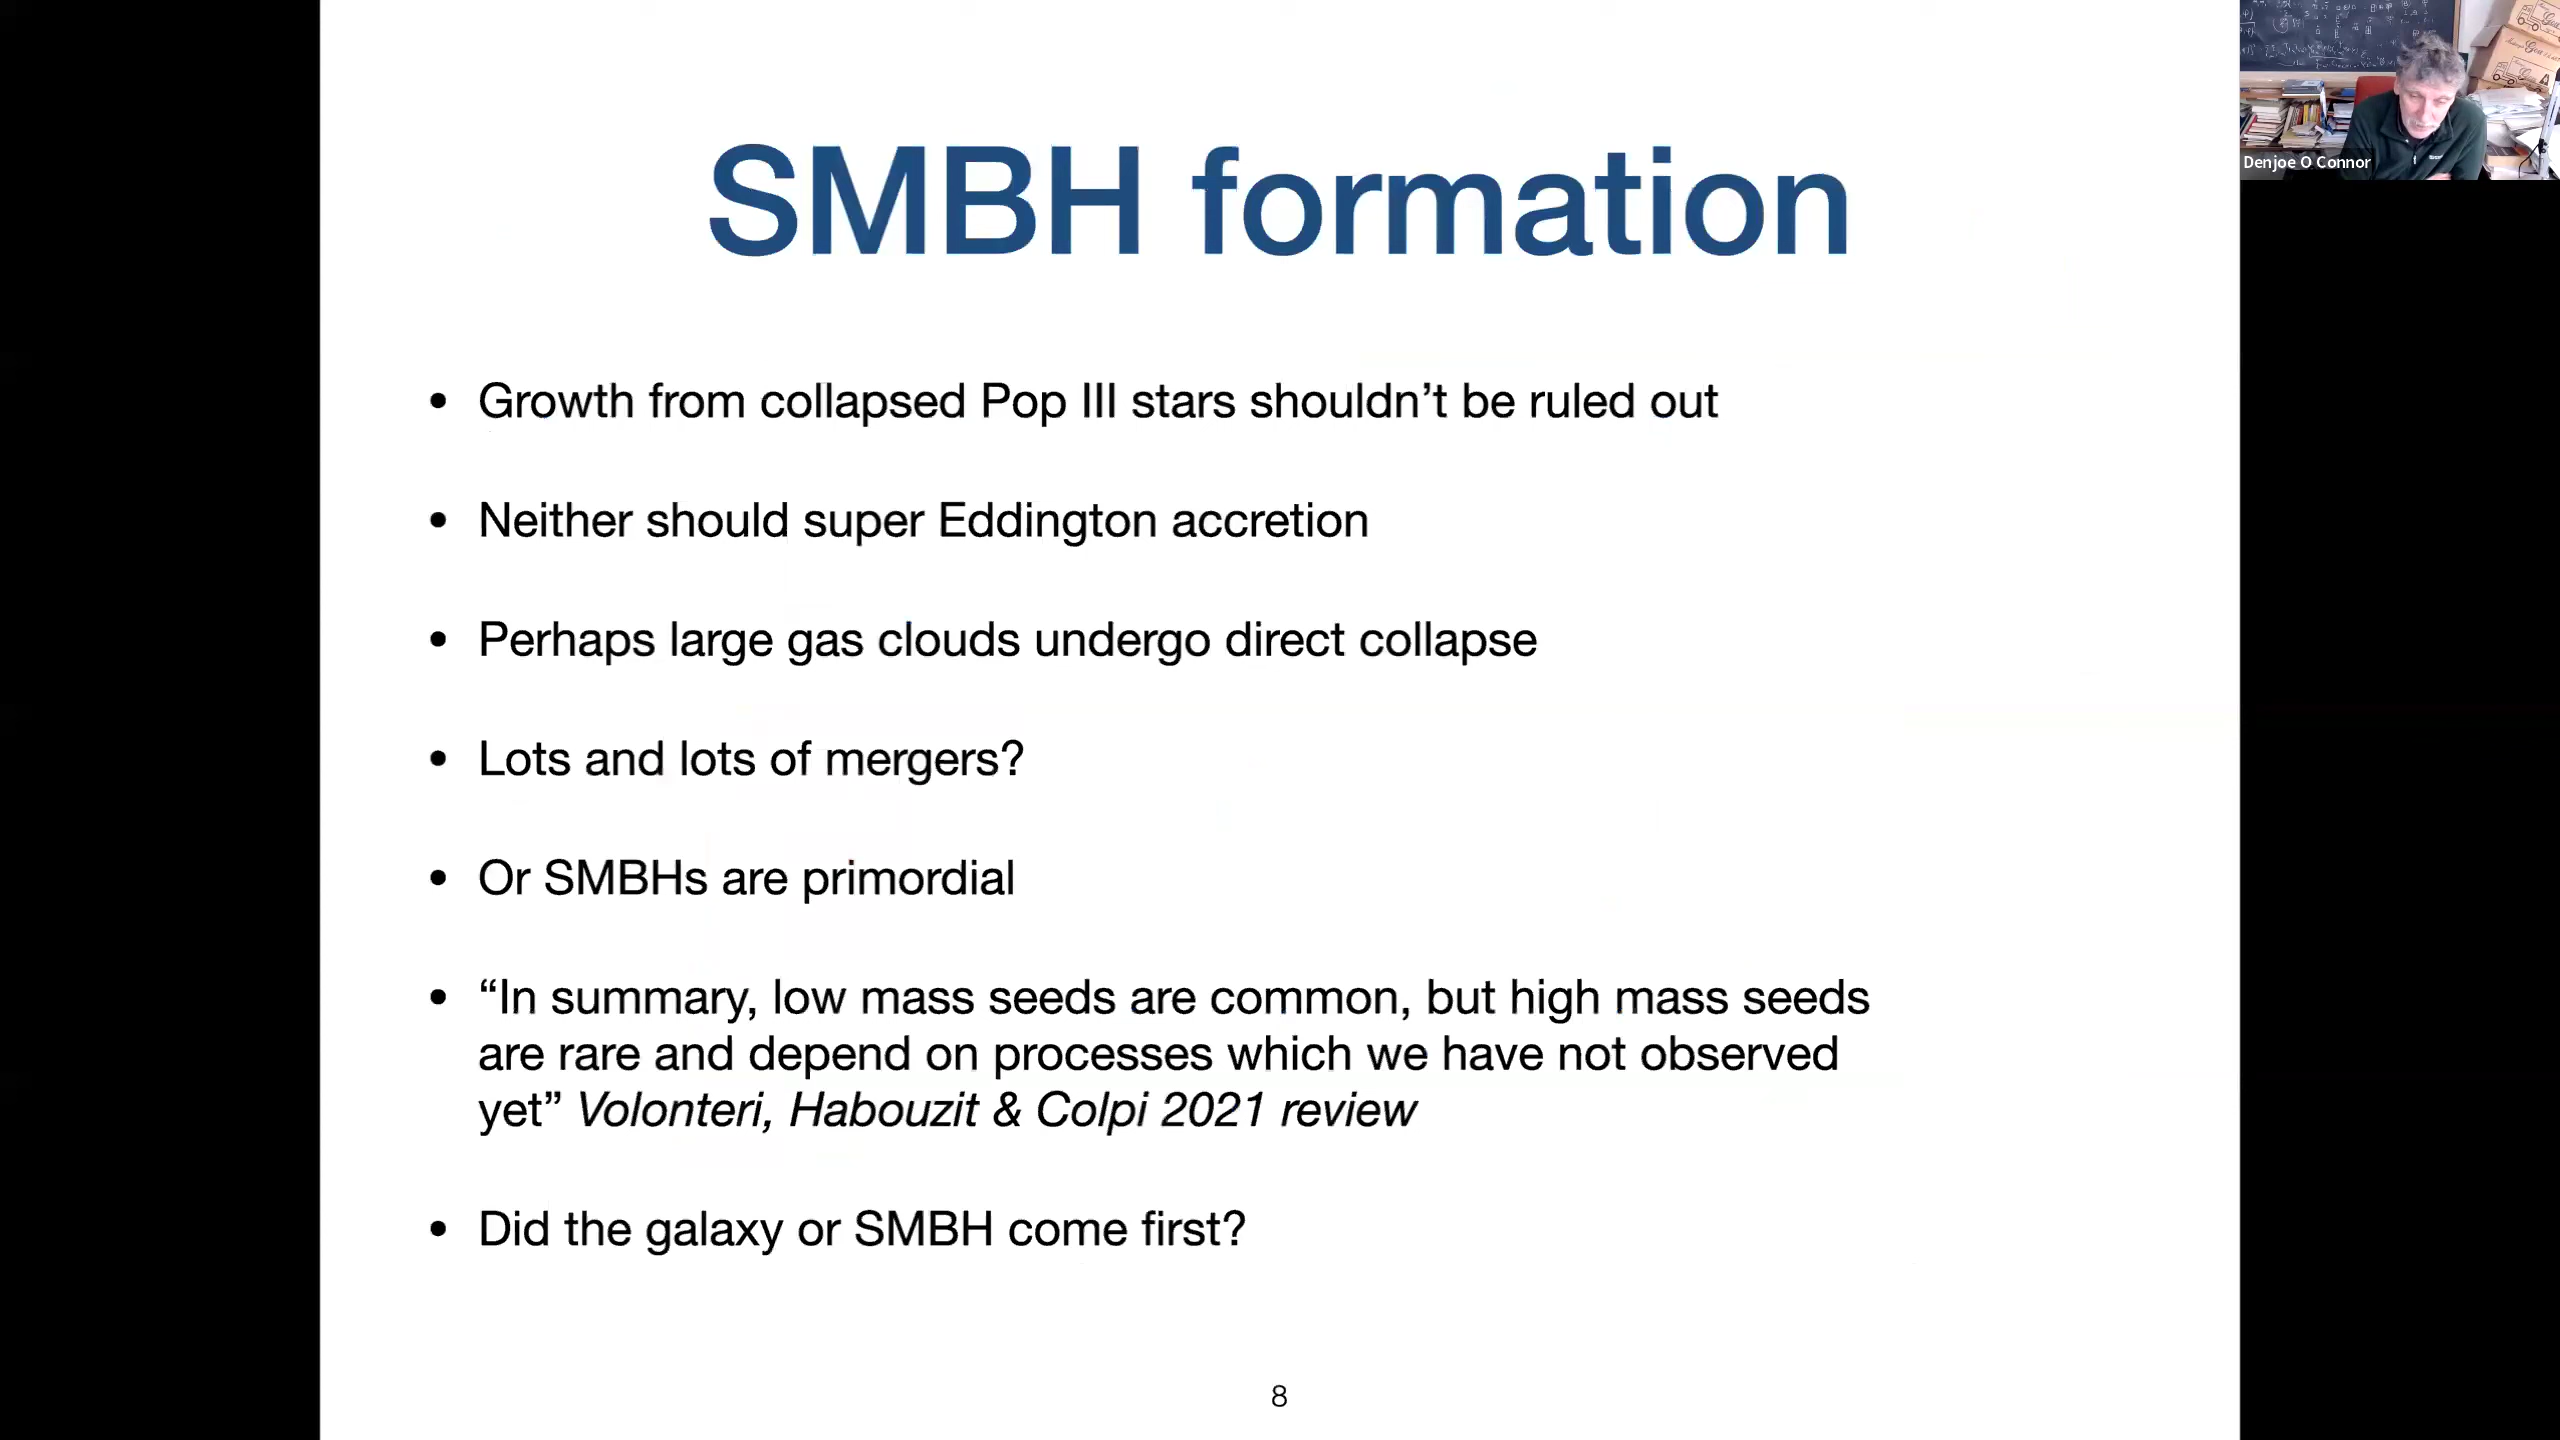 SMBH formation
• Growth from collapsed Pop III stars shouldn’t be ruled out
• Neither should super Eddington accretion
• Perhaps large gas clouds undergo direct collapse
• Lots and lots of mergers?
• Or SMBHs are primordial
• “In summary, low mass seeds are common, but high mass seeds
are rare and depend on processes which we have not observed
yet” Volonteri, Habouzit & Colpi 2021 review
• Did the galaxy or SMBH come first?
8
Denjoe O Connor